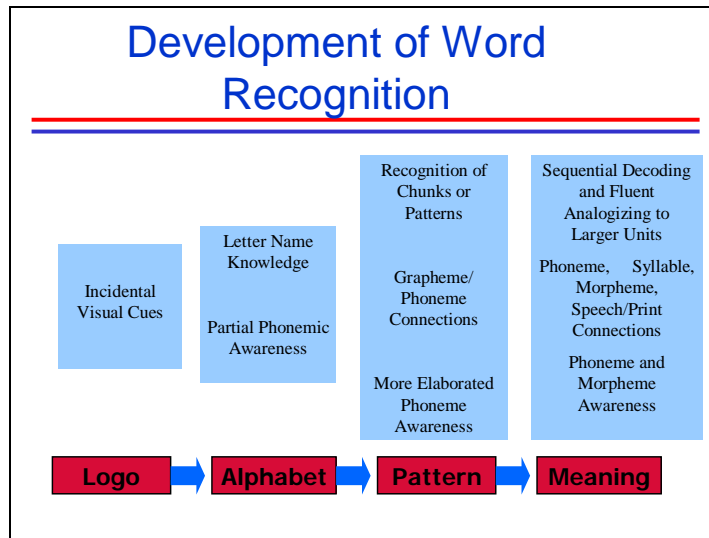 Development of Word
Recognition
Incidental
Visual Cues
Letter Name
Knowledge
Partial Phonemic
Awareness
Recognition of
Chunks or
Patterns
Grapheme/
Phoneme
Connections
More Elaborated
Phoneme
Awareness
Sequential Decoding
and Fluent
Analogizing to
Larger Units
Phoneme, Syllable,
Morpheme,
Speech/Print
Connections
Phoneme and
Morpheme
Awareness
Logo
Alphabet
Pattern
Meaning